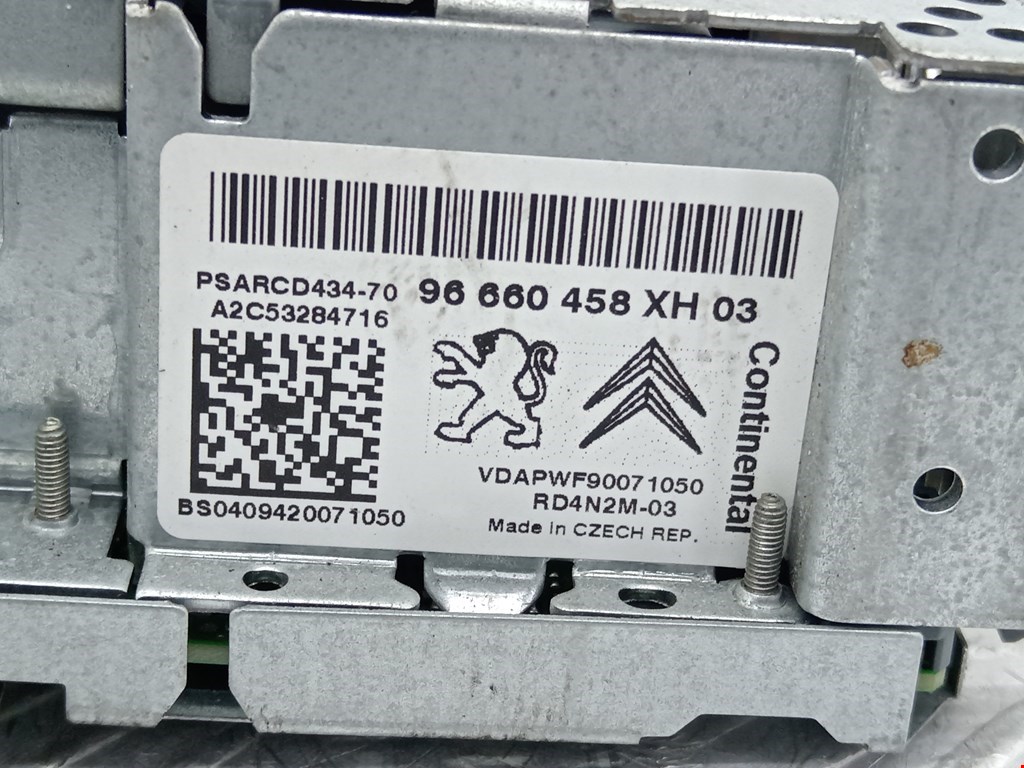 PSARCD434-70 96 660 458 XH 03
A2C53284716
Continental
VDAPWF90071050
RD4N2M-03
BS0409420071050
Made in CZECH REP.